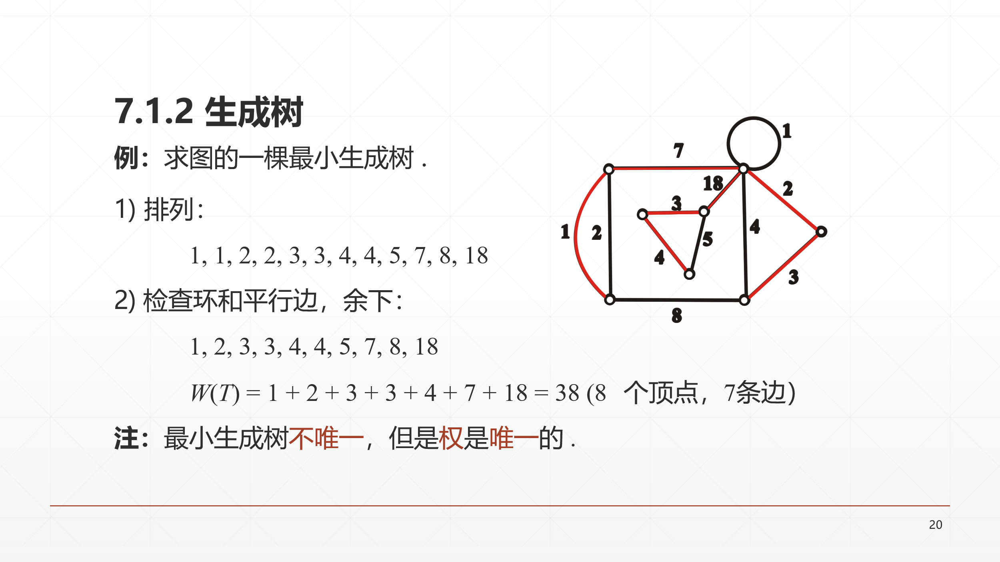 7.1.2 生成树
例：求图的一棵最小生成树 .
1) 排列：
1, 1, 2, 2, 3, 3, 4, 4, 5, 7, 8, 18
2) 检查环和平行边，余下：
1, 2, 3, 3, 4, 4, 5, 7, 8, 18
W(T) = 1 + 2 + 3 + 3 + 4 + 7 + 18 = 38 (8 个顶点，7条边)
注：最小生成树不唯一，但是权是唯一的 .
1
7
18
2
3
1
2
5
4
4
3
8
20